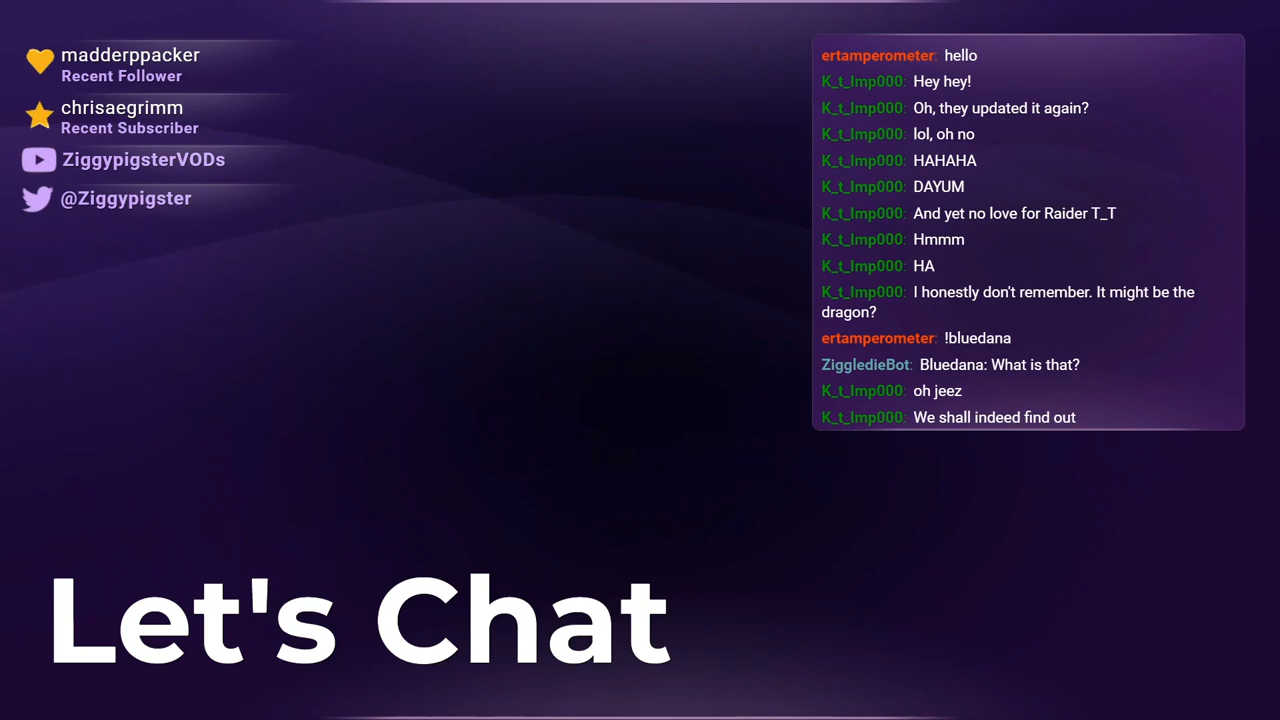 madderppacker
Recent Follower
chrisaegrimm
Recent Subscriber
ZiggypigsterVODs
@Ziggypigster
ertamperometer: hello
K_t_Imp000: Hey hey!
K_t_Imp000: Oh, they updated it again?
K_t_Imp000: lol, oh no
K_t_Imp000: HAHAHA
K_t_Imp000: DAYUM
K_t_Imp000: And yet no love for Raider T_T
K_t_Imp000: Hmmm
K_t_Imp000: HA
K_t_Imp000: I honestly don't remember. It might be the
dragon?
ertamperometer: !bluedana
ZiggledieBot: Bluedana: What is that?
K_t_Imp000: oh jeez
K_t_Imp000: We shall indeed find out
Let's Chat